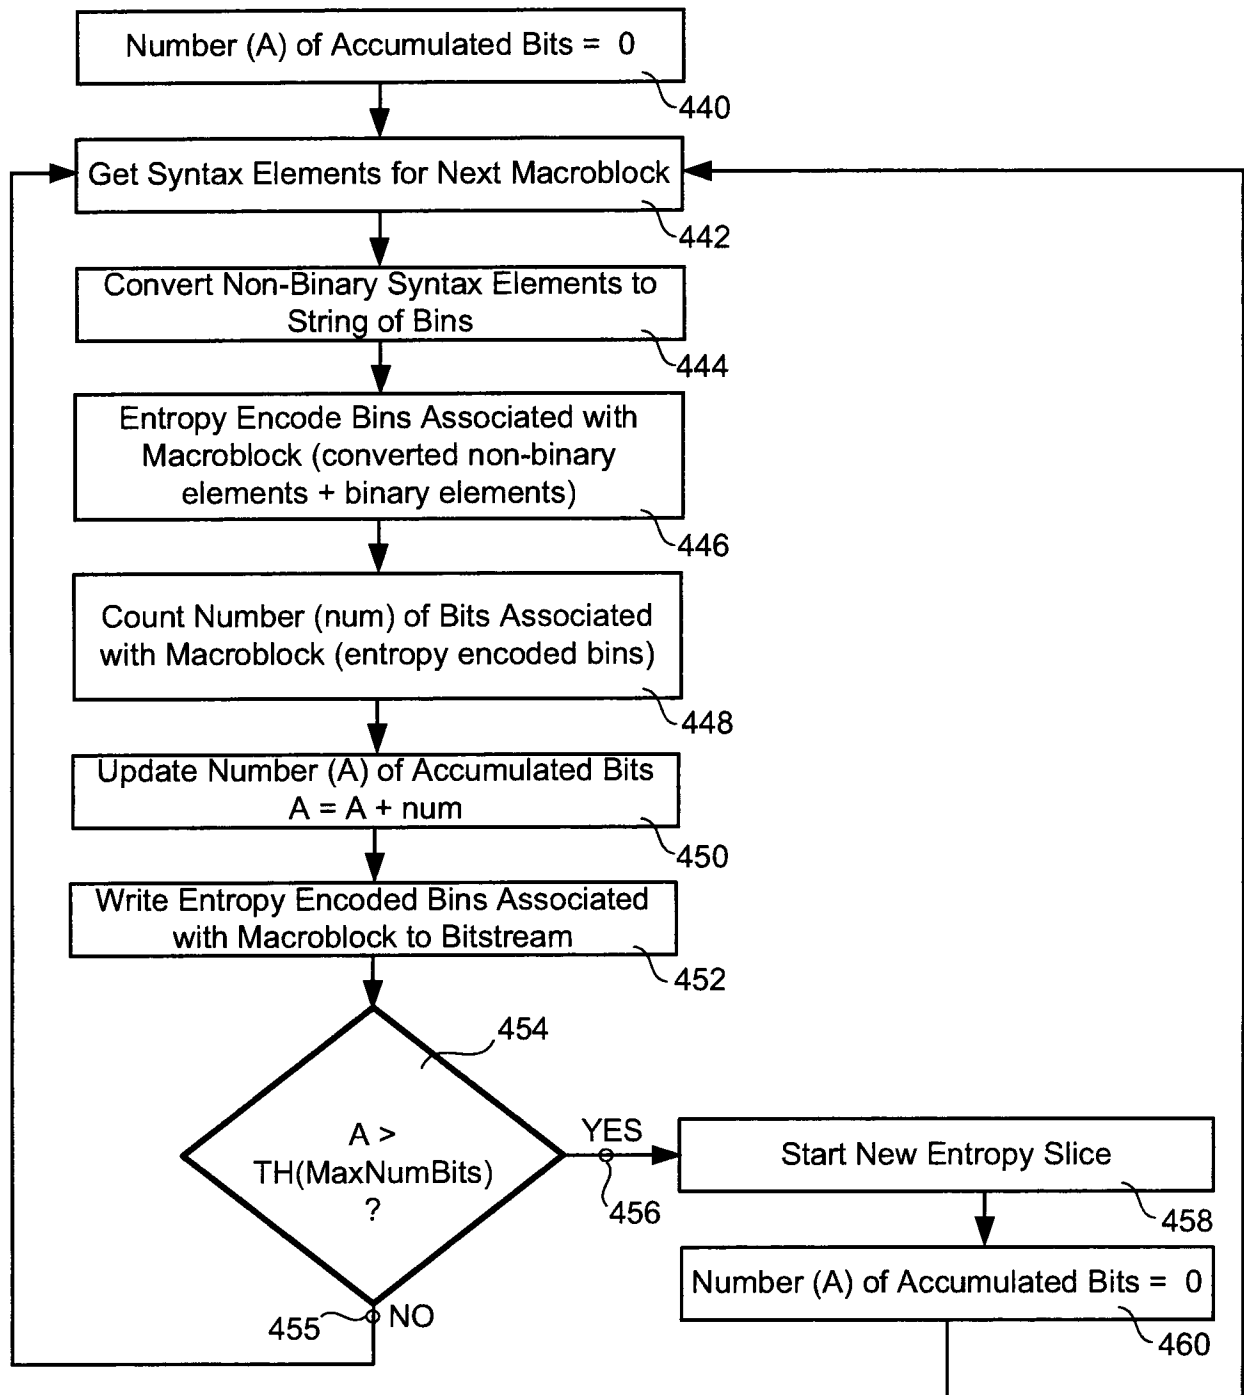 Number (A) of Accumulated Bits = 0
440
Get Syntax Elements for Next Macroblock
442
Convert Non-Binary Syntax Elements to
String of Bins
444
Entropy Encode Bins Associated with
Macroblock (converted non-binary
elements + binary elements)
446
Count Number (num) of Bits Associated
with Macroblock (entropy encoded bins)
448
Update Number (A) of Accumulated Bits
A = A + num
450
Write Entropy Encoded Bins Associated
with Macroblock to Bitstream
452
454
A >
TH(MaxNumBits)
?
YES
456
Start New Entropy Slice
458
Number (A) of Accumulated Bits = 0
460
455
NO